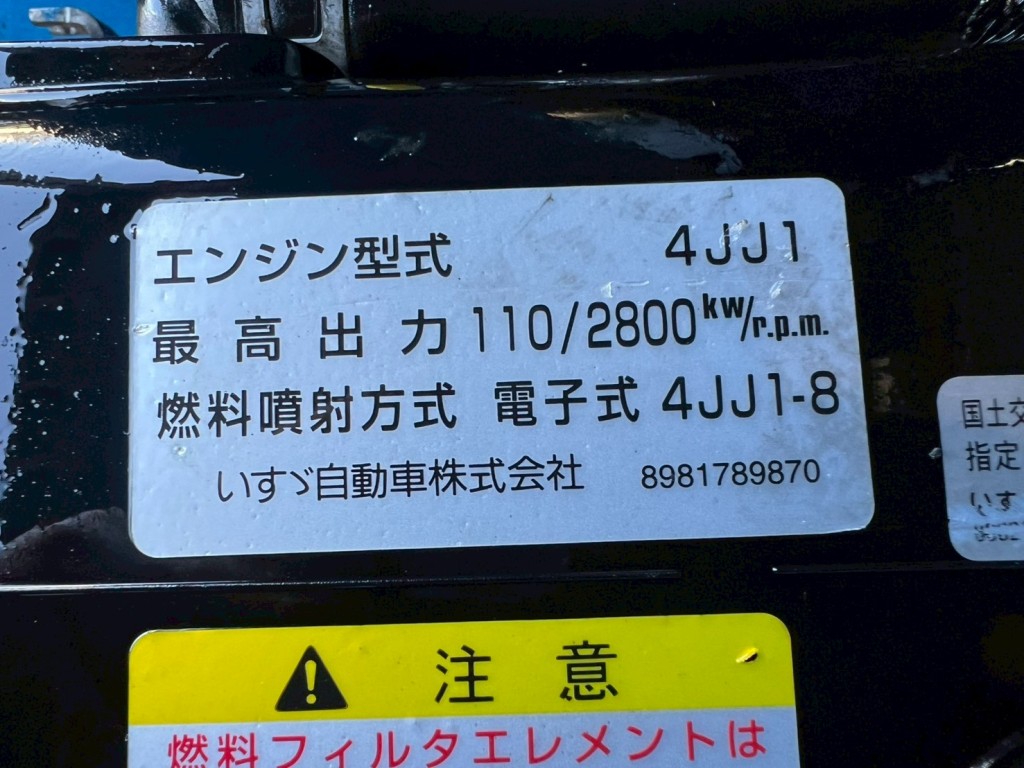 エンジン型式 4JJ1
最高出力 110/2800kw/r.p.m.
燃料噴射方式 電子式 4JJ1-8
いすゞ自動車株式会社 8981789870
国土交
指定
いす
注意
燃料フィルタエレメントは